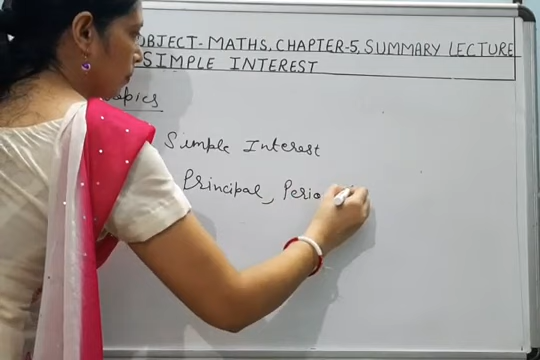 OBJECT-MATHS, CHAPTER-5, SUMMARY LECTURE
SIMPLE INTEREST
opics
Simple Interest
Principal, Perio